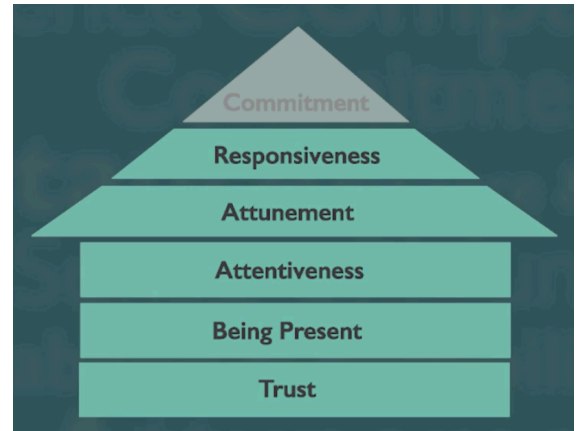 Commitment
Responsiveness
Attunement
Attentiveness
Being Present
Trust